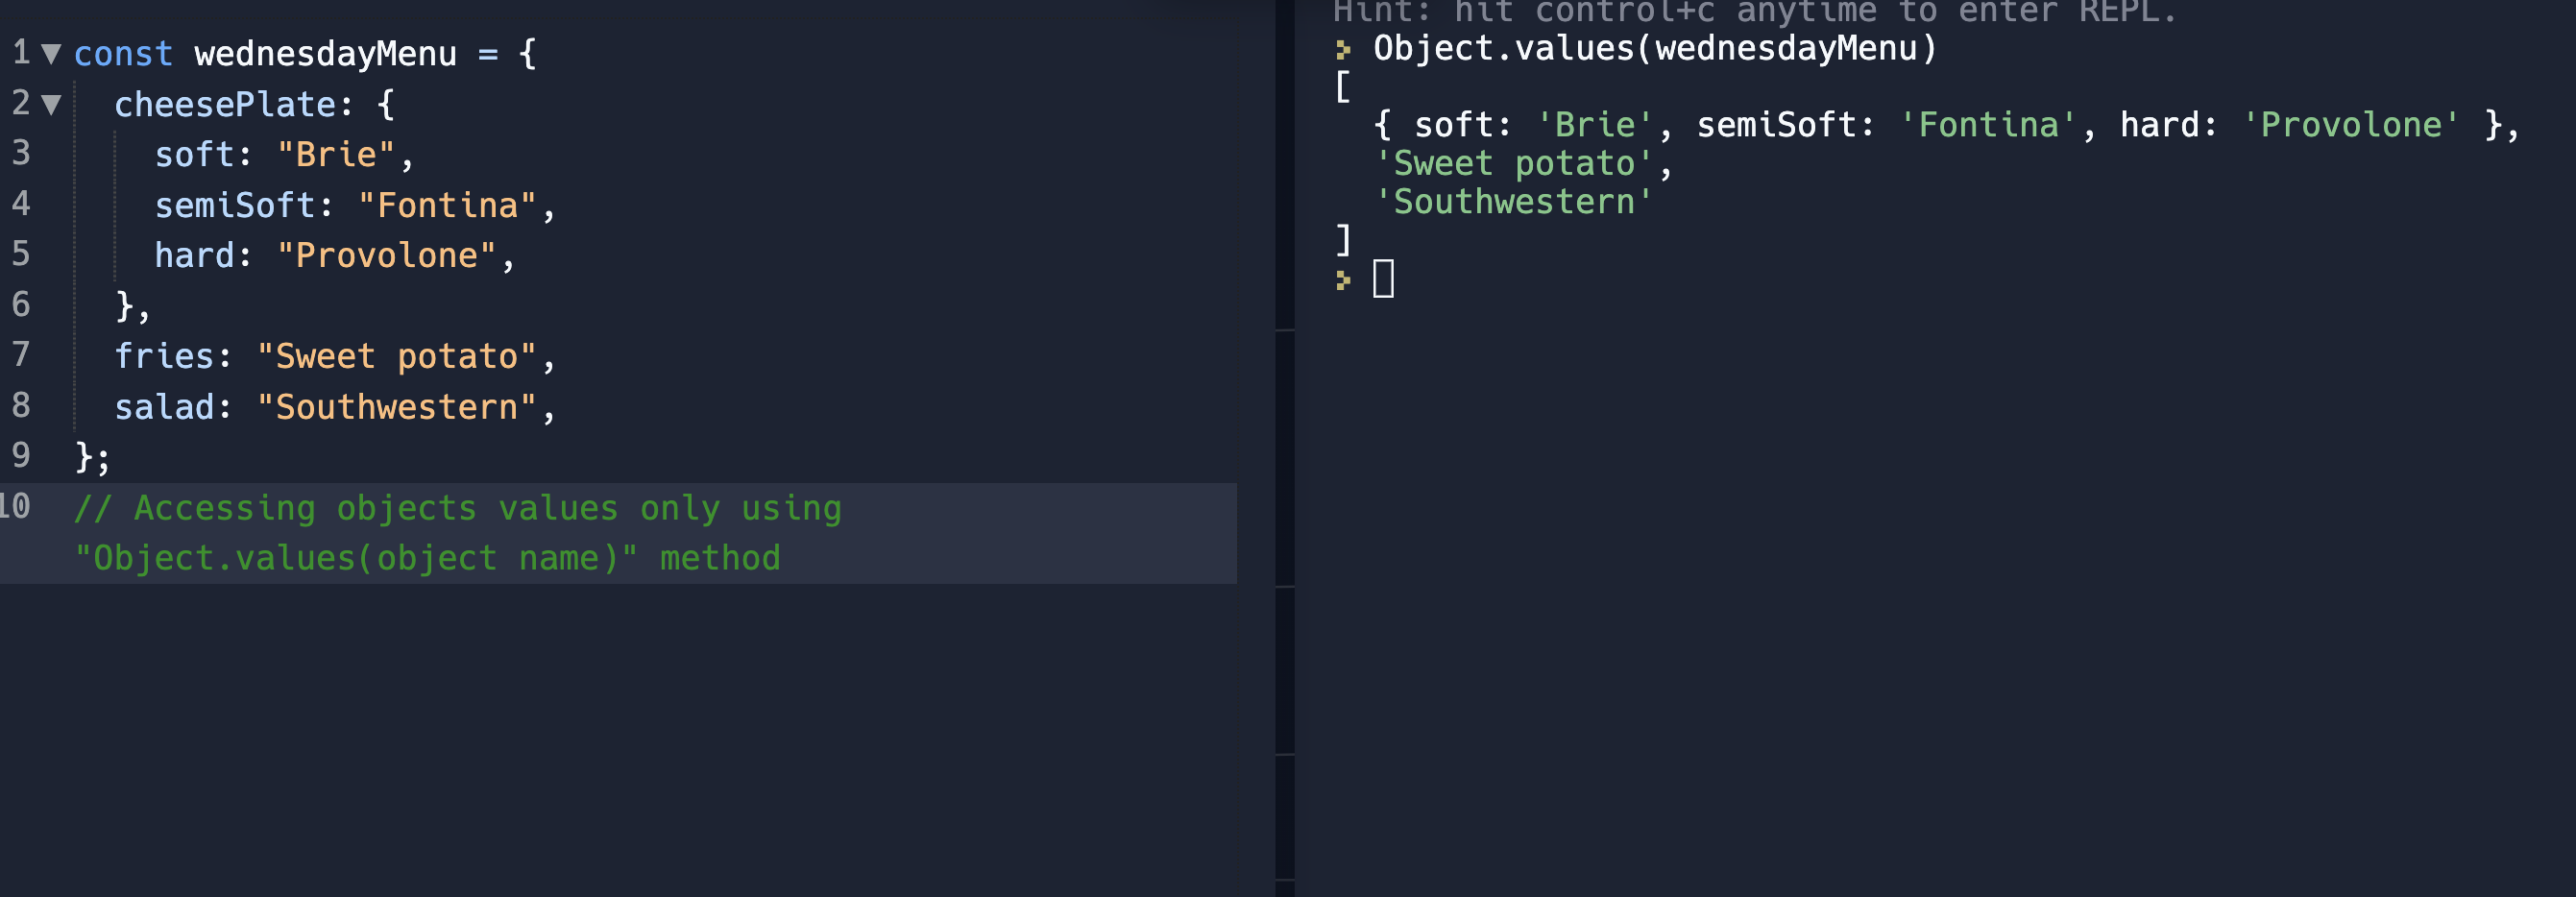 1 ▼ const wednesdayMenu = {
2 ▼ cheesePlate: {
3 soft: "Brie",
4 semiSoft: "Fontina",
5 hard: "Provolone",
6 },
7 fries: "Sweet potato",
8 salad: "Southwestern",
9 };
10 // Accessing objects values only using
"Object.values(object name)" method
Hint: hit control+c anytime to enter REPL.
Object.values(wednesdayMenu)
[
{ soft: 'Brie', semiSoft: 'Fontina', hard: 'Provolone' },
'Sweet potato',
'Southwestern'
]